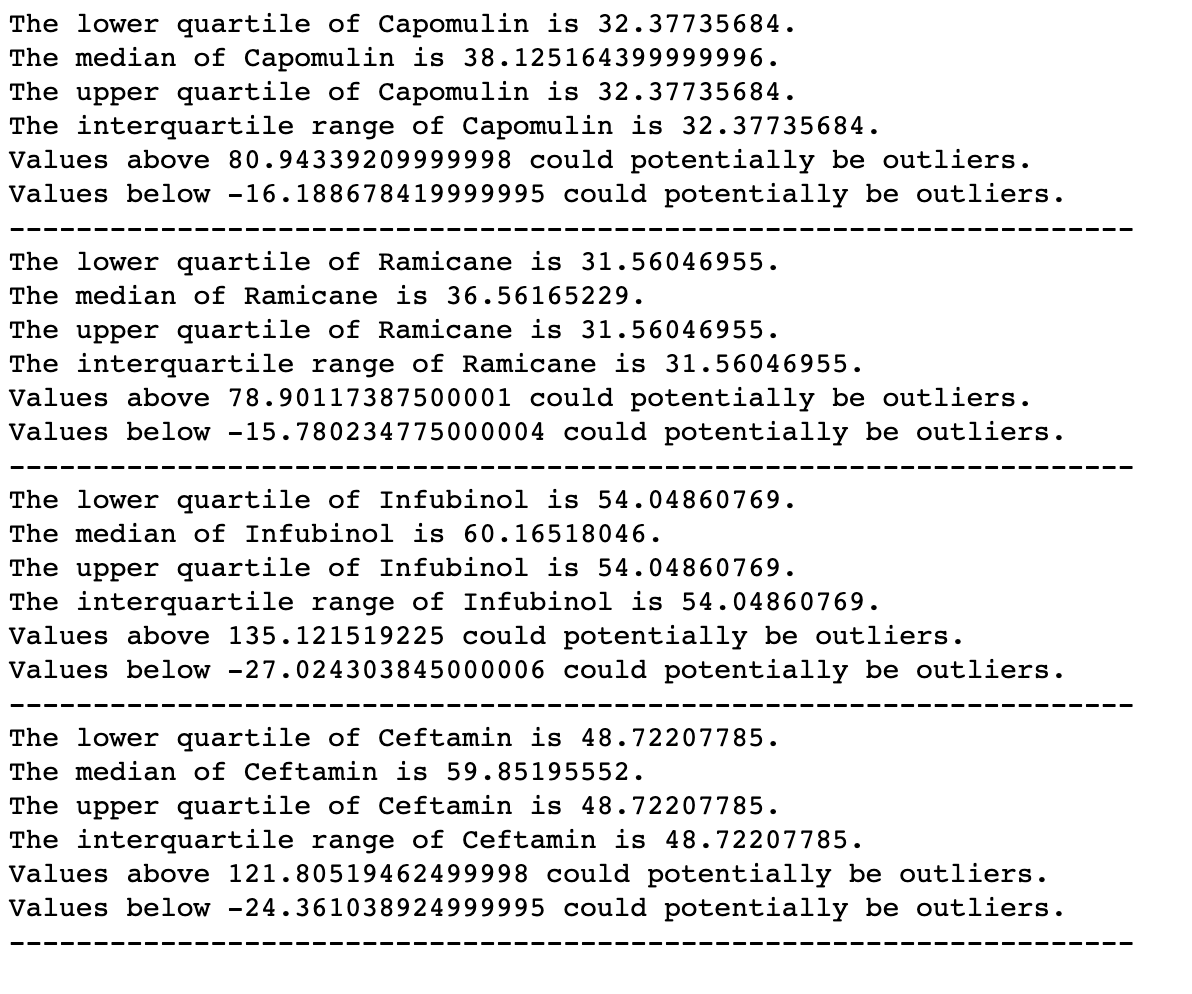 The lower quartile of Capomulin is 32.37735684.
The median of Capomulin is 38.125164399999996.
The upper quartile of Capomulin is 32.37735684.
The interquartile range of Capomulin is 32.37735684.
Values above 80.94339209999998 could potentially be outliers.
Values below -16.188678419999995 could potentially be outliers.
-------------------------------------------------------------------
The lower quartile of Ramicane is 31.56046955.
The median of Ramicane is 36.56165229.
The upper quartile of Ramicane is 31.56046955.
The interquartile range of Ramicane is 31.56046955.
Values above 78.90117387500001 could potentially be outliers.
Values below -15.780234775000004 could potentially be outliers.
-------------------------------------------------------------------
The lower quartile of Infubinol is 54.04860769.
The median of Infubinol is 60.16518046.
The upper quartile of Infubinol is 54.04860769.
The interquartile range of Infubinol is 54.04860769.
Values above 135.121519225 could potentially be outliers.
Values below -27.024303845000006 could potentially be outliers.
-------------------------------------------------------------------
The lower quartile of Ceftamin is 48.72207785.
The median of Ceftamin is 59.85195552.
The upper quartile of Ceftamin is 48.72207785.
The interquartile range of Ceftamin is 48.72207785.
Values above 121.80519462499998 could potentially be outliers.
Values below -24.361038924999995 could potentially be outliers.
-------------------------------------------------------------------